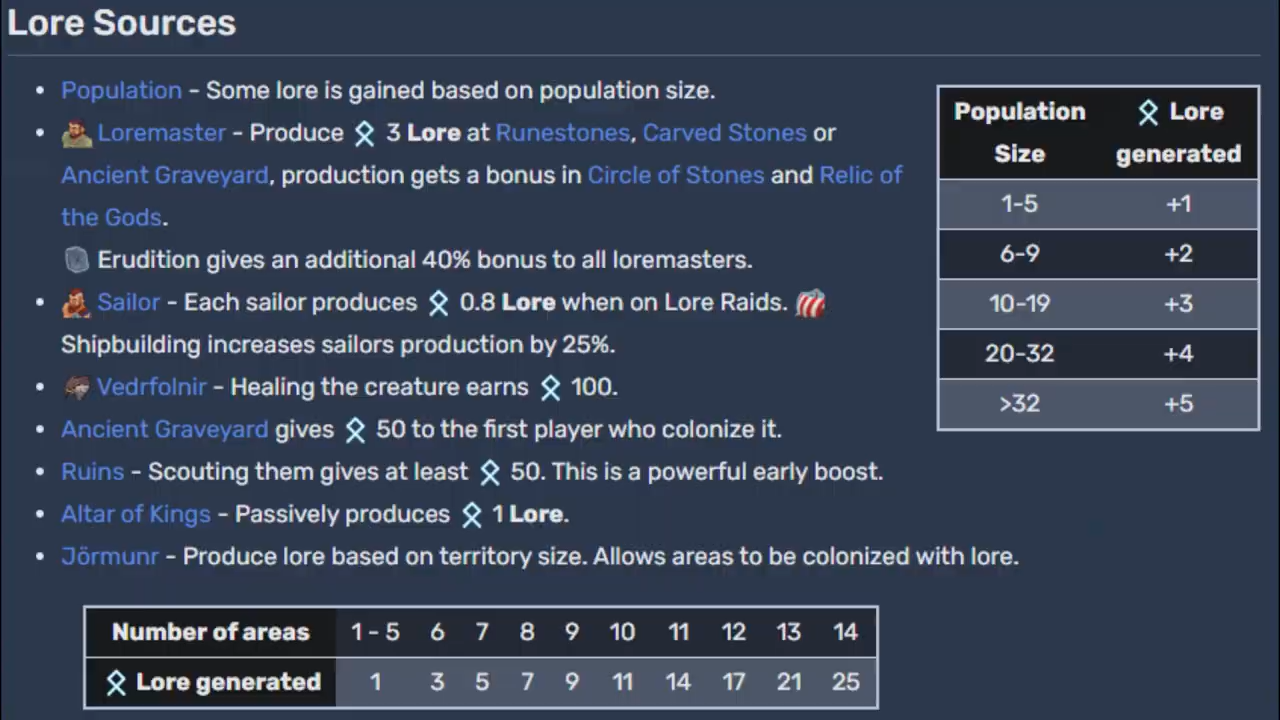 Lore Sources
• Population - Some lore is gained based on population size.
• Loremaster - Produce 3 Lore at Runestones, Carved Stones or
Ancient Graveyard, production gets a bonus in Circle of Stones and Relic of
the Gods.
Erudition gives an additional 40% bonus to all loremasters.
• Sailor - Each sailor produces 0.8 Lore when on Lore Raids.
Shipbuilding increases sailors production by 25%.
• Vedrfolnir - Healing the creature earns 100.
• Ancient Graveyard gives 50 to the first player who colonize it.
• Ruins - Scouting them gives at least 50. This is a powerful early boost.
• Altar of Kings - Passively produces 1 Lore.
• Jörmunr - Produce lore based on territory size. Allows areas to be colonized with lore.
Population Lore
Size generated
1-5 +1
6-9 +2
10-19 +3
20-32 +4
>32 +5
Number of areas 1 - 5 6 7 8 9 10 11 12 13 14
Lore generated 1 3 5 7 9 11 14 17 21 25